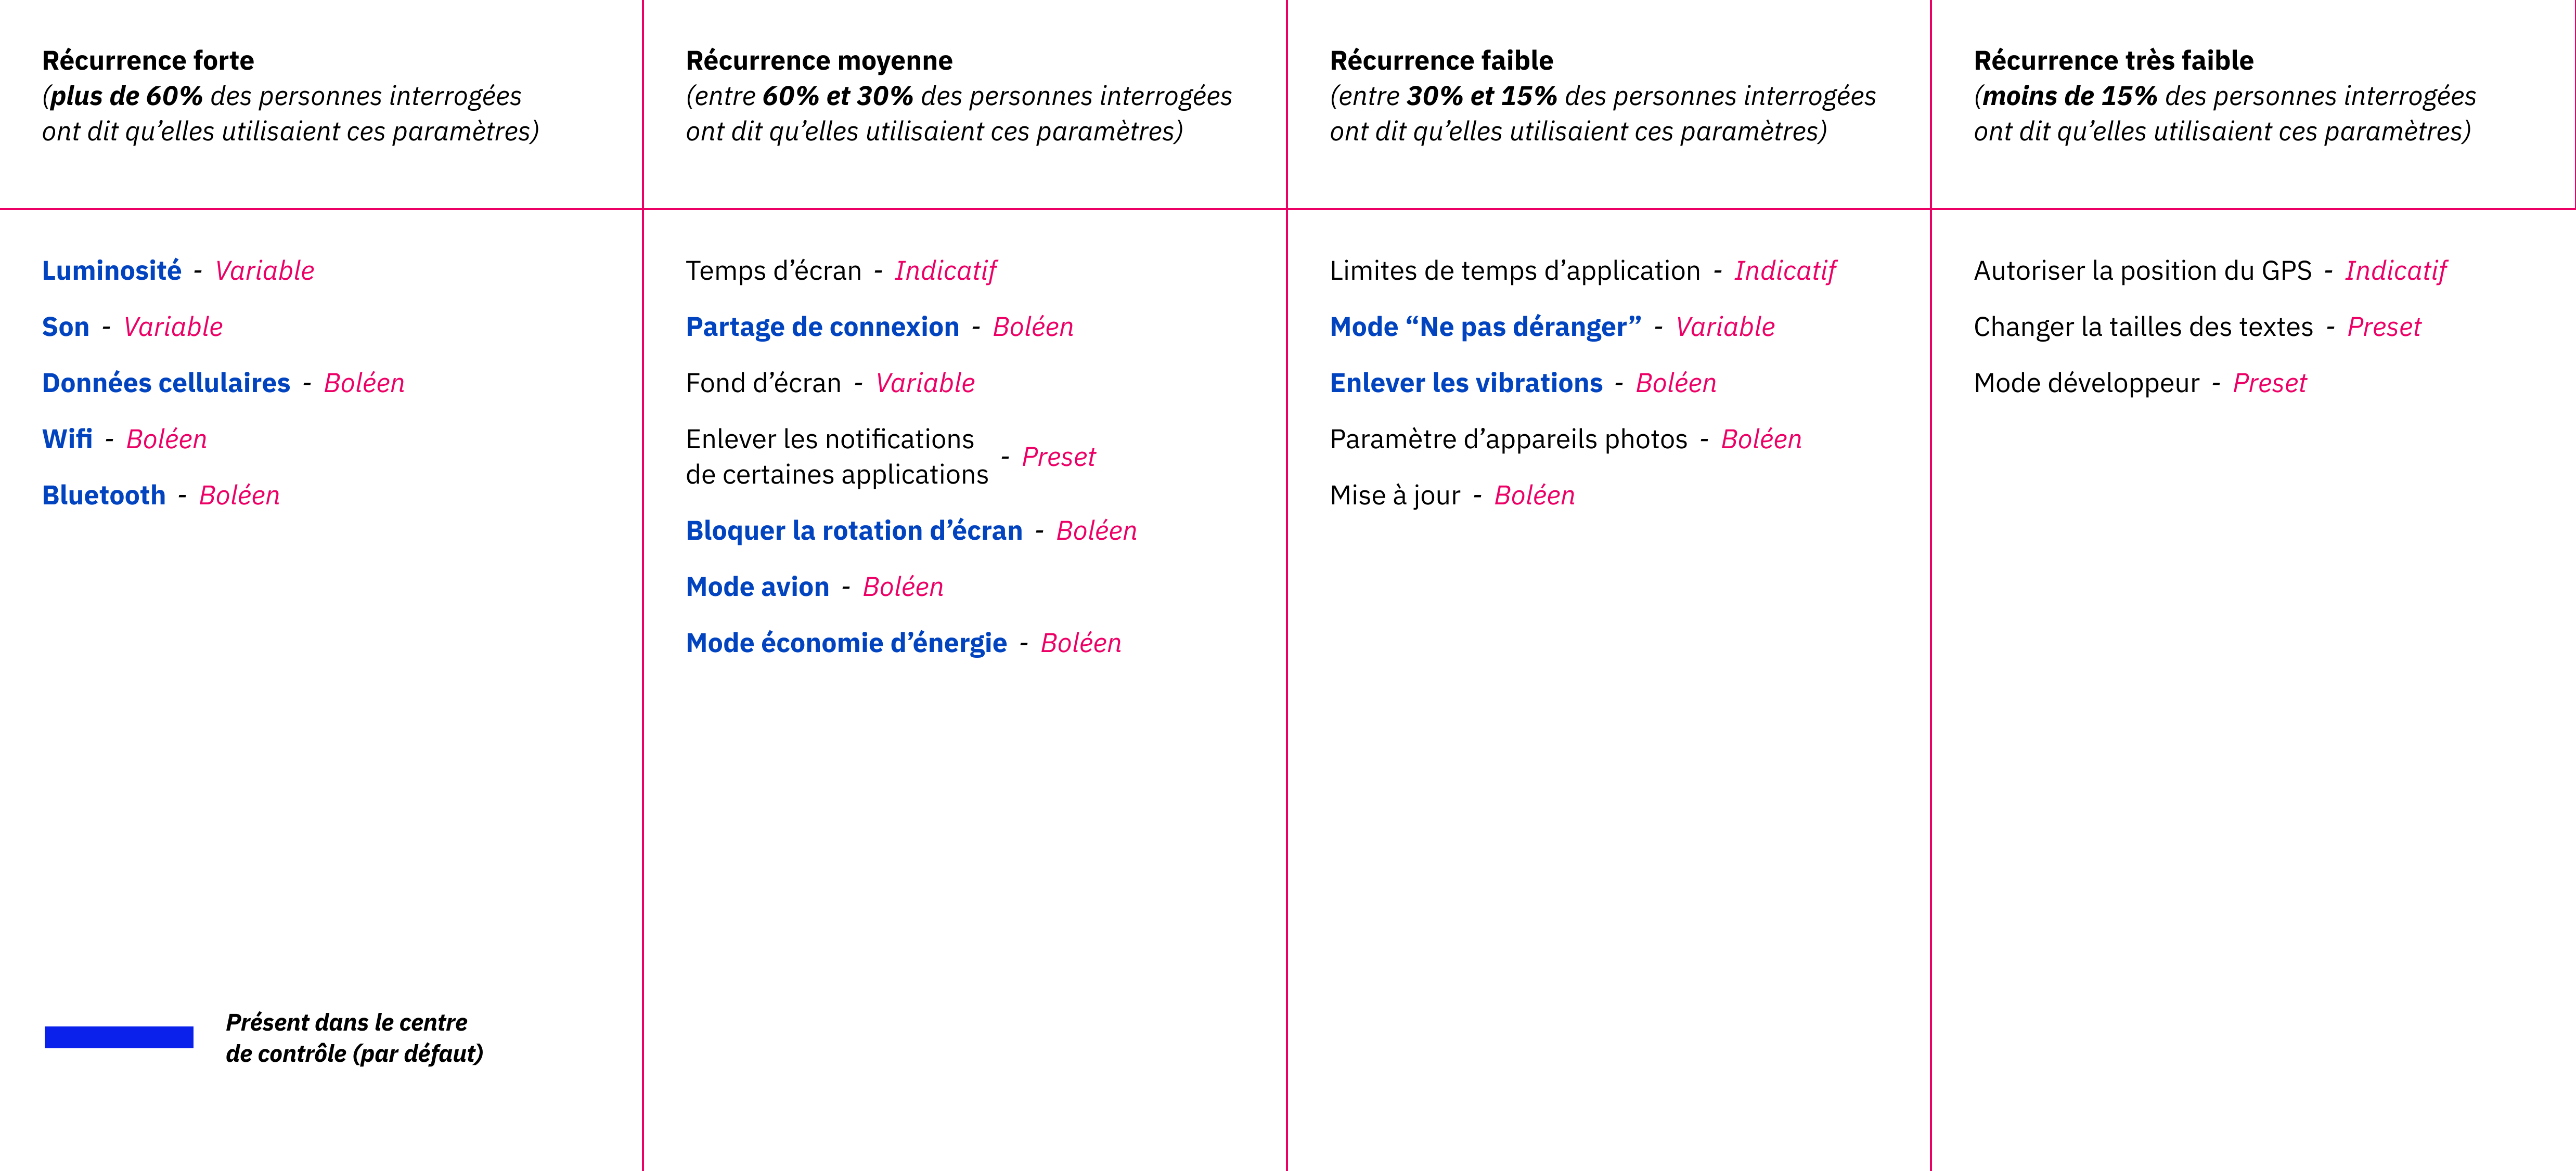 Récurrence forte
(plus de 60% des personnes interrogées
ont dit qu’elles utilisaient ces paramètres)
Luminosité - Variable
Son - Variable
Données cellulaires - Boléen
Wifi - Boléen
Bluetooth - Boléen
Présent dans le centre
de contrôle (par défaut)
Récurrence moyenne
(entre 60% et 30% des personnes interrogées
ont dit qu’elles utilisaient ces paramètres)
Temps d’écran - Indicatif
Partage de connexion - Boléen
Fond d’écran - Variable
Enlever les notifications
de certaines applications - Preset
Bloquer la rotation d’écran - Boléen
Mode avion - Boléen
Mode économie d’énergie - Boléen
Récurrence faible
(entre 30% et 15% des personnes interrogées
ont dit qu’elles utilisaient ces paramètres)
Limites de temps d’application - Indicatif
Mode “Ne pas déranger” - Variable
Enlever les vibrations - Boléen
Paramètre d’appareils photos - Boléen
Mise à jour - Boléen
Récurrence très faible
(moins de 15% des personnes interrogées
ont dit qu’elles utilisaient ces paramètres)
Autoriser la position du GPS - Indicatif
Changer la tailles des textes - Preset
Mode développeur - Preset